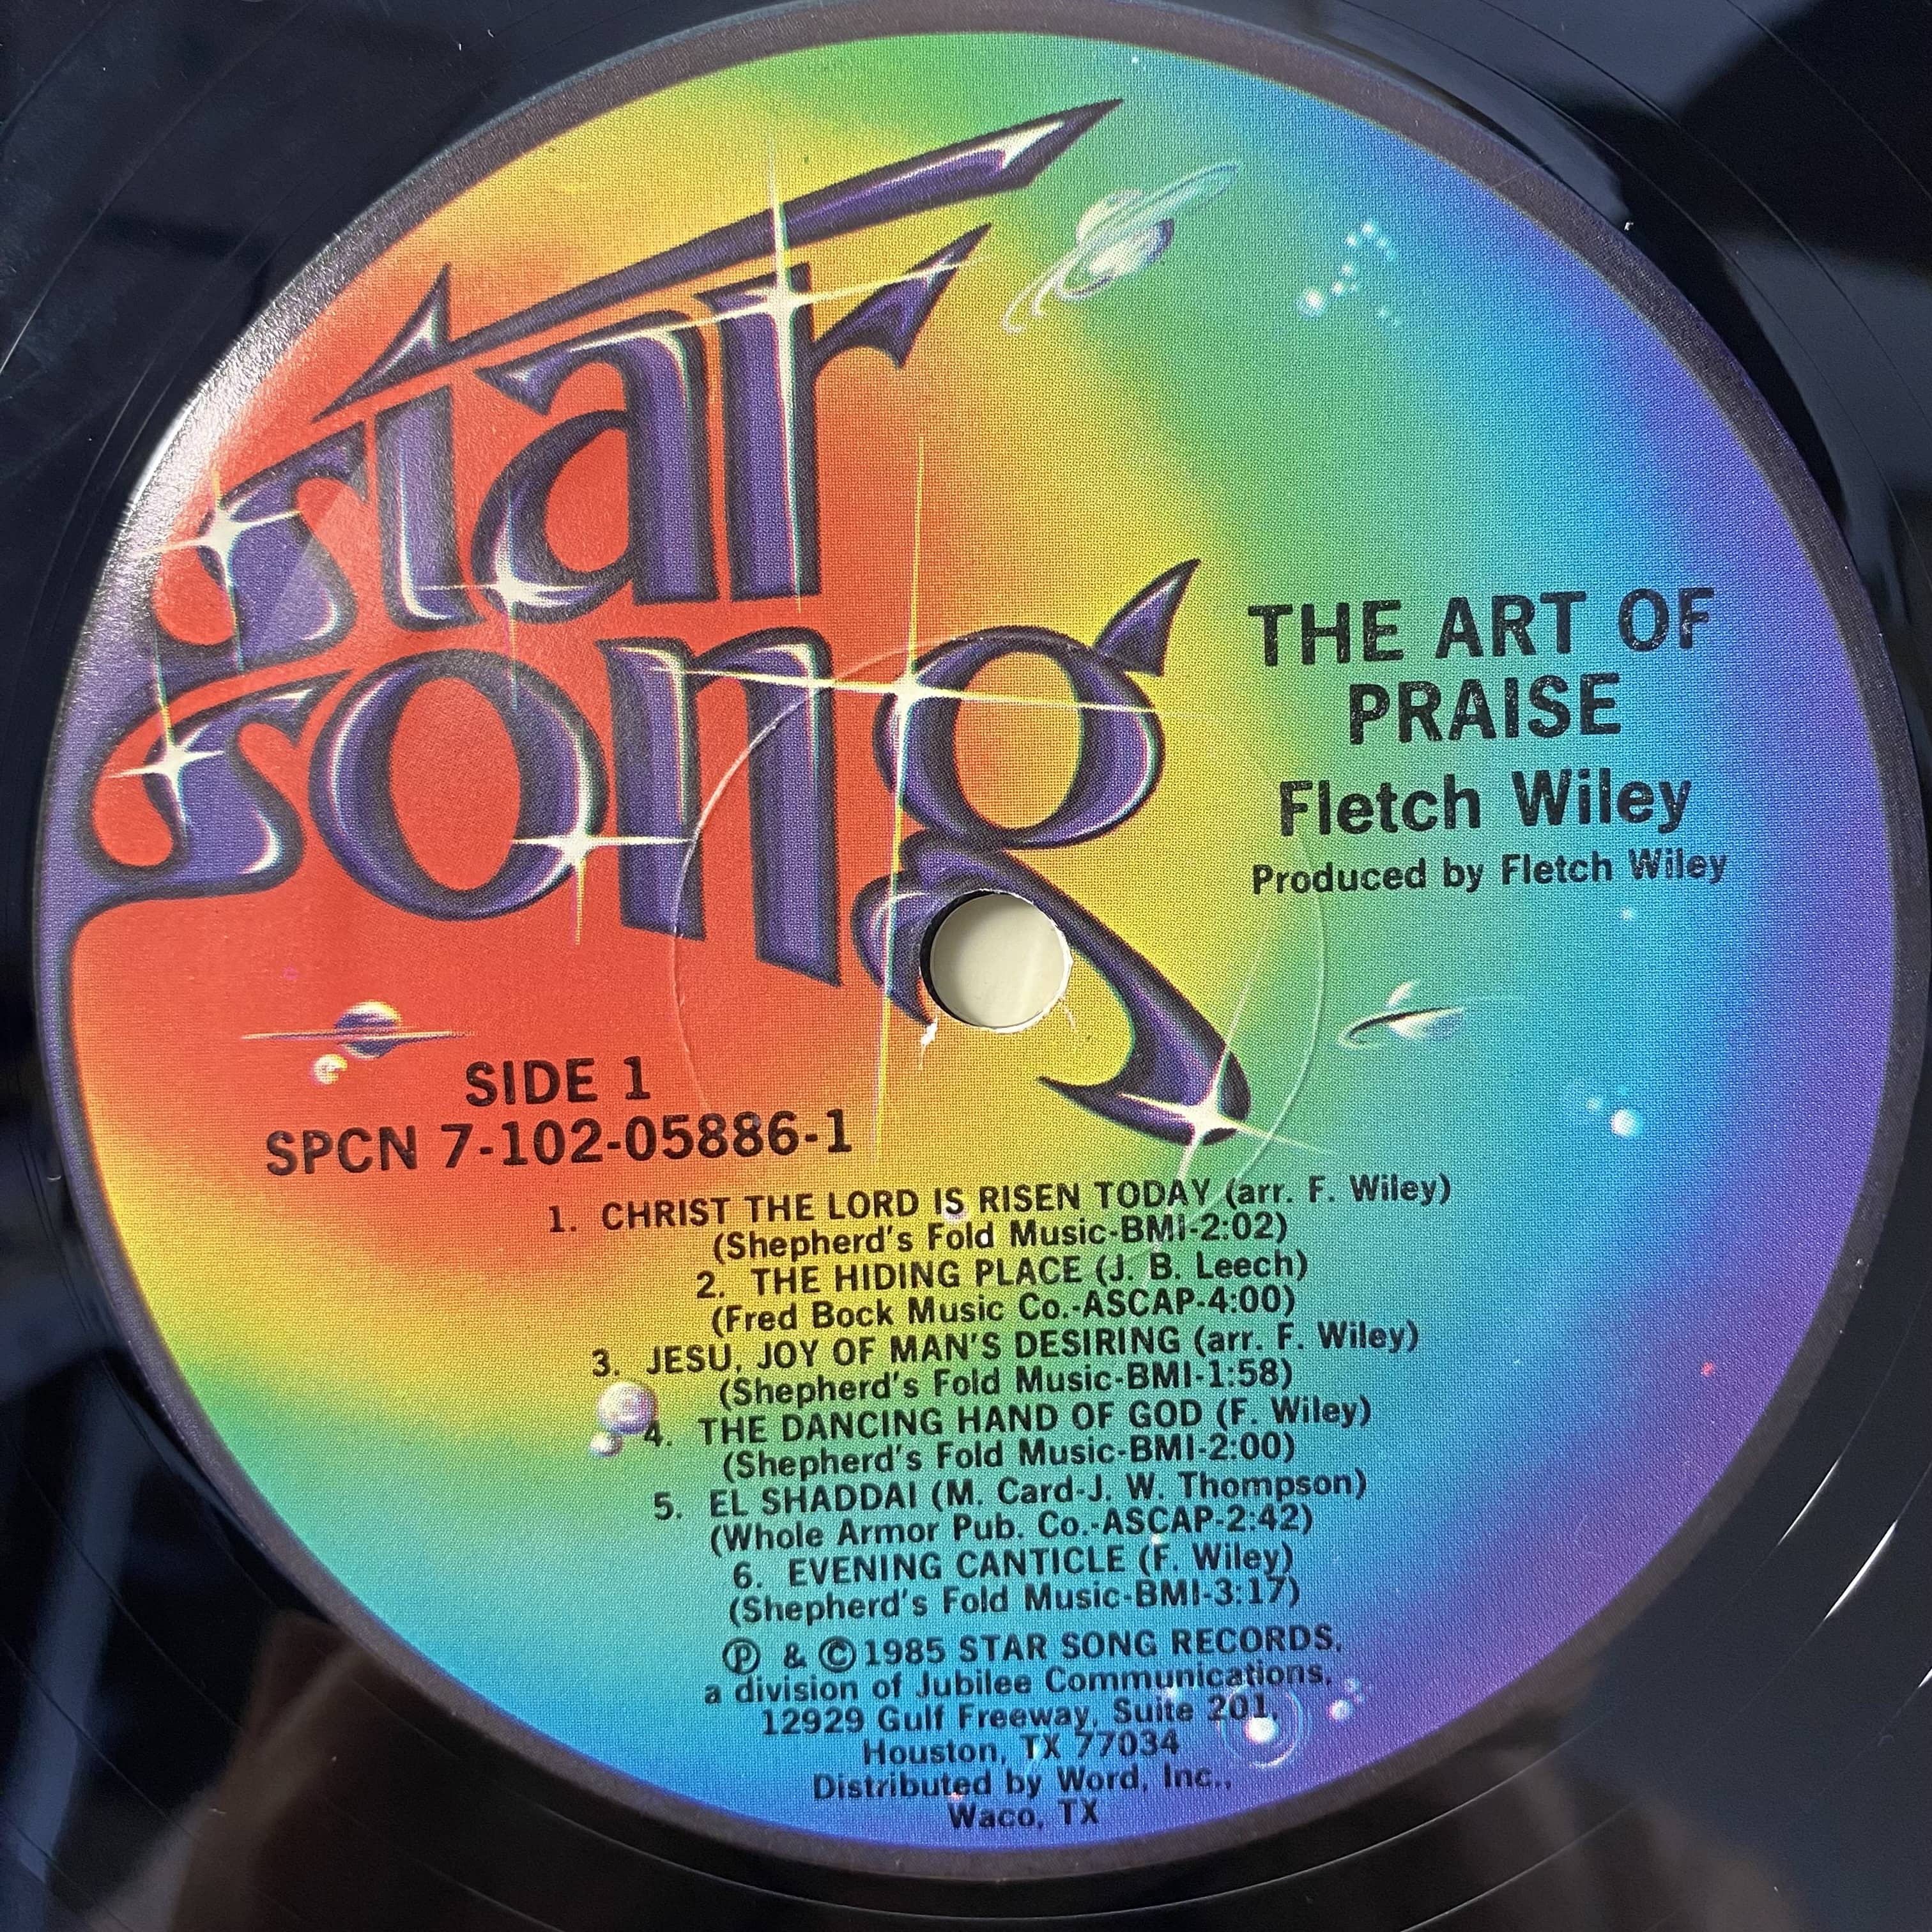 star
song
THE ART OF
PRAISE
Fletch Wiley
Produced by Fletch Wiley
SIDE 1
SPCN 7-102-05886-1
1. CHRIST THE LORD IS RISEN TODAY (arr. F. Wiley)
(Shepherd's Fold Music-BMI-2:02)
2. THE HIDING PLACE (J. B. Leech)
(Fred Bock Music Co.-ASCAP-4:00)
3. JESU, JOY OF MAN'S DESIRING (arr. F. Wiley)
(Shepherd's Fold Music-BMI-1:58)
4. THE DANCING HAND OF GOD (F. Wiley)
(Shepherd's Fold Music-BMI-2:00)
5. EL SHADDAI (M. Card-J. W. Thompson)
(Whole Armor Pub. Co.-ASCAP-2:42)
6. EVENING CANTICLE (F. Wiley)
(Shepherd's Fold Music-BMI-3:17)
Ⓟ & © 1985 STAR SONG RECORDS,
a division of Jubilee Communications,
12929 Gulf Freeway, Suite 201,
Houston, TX 77034
Distributed by Word, Inc.,
Waco, TX